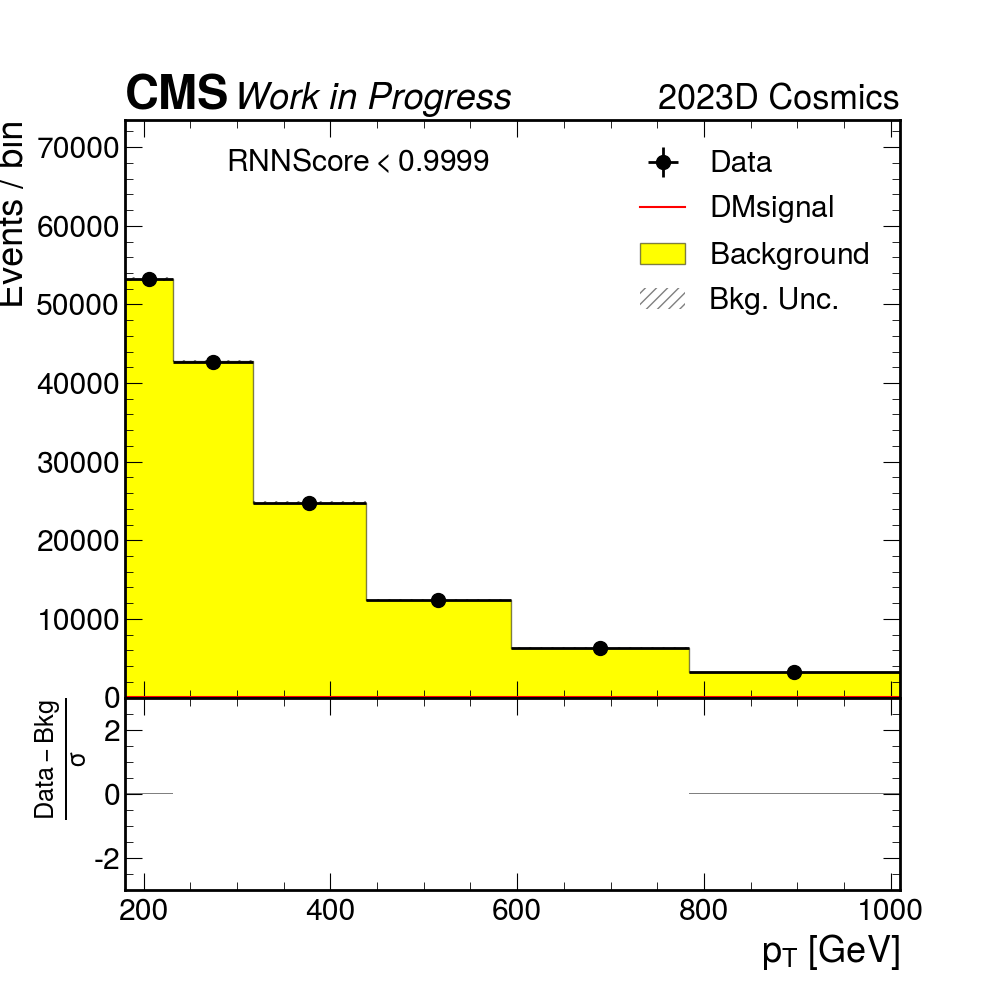 CMS Work in Progress 2023D Cosmics
Events / bin
RNNScore < 0.9999
Data
DMsignal
Background
Bkg. Unc.
70000
60000
50000
40000
30000
20000
10000
0
Data − Bkg
σ
2
0
-2
200 400 600 800 1000
pT [GeV]